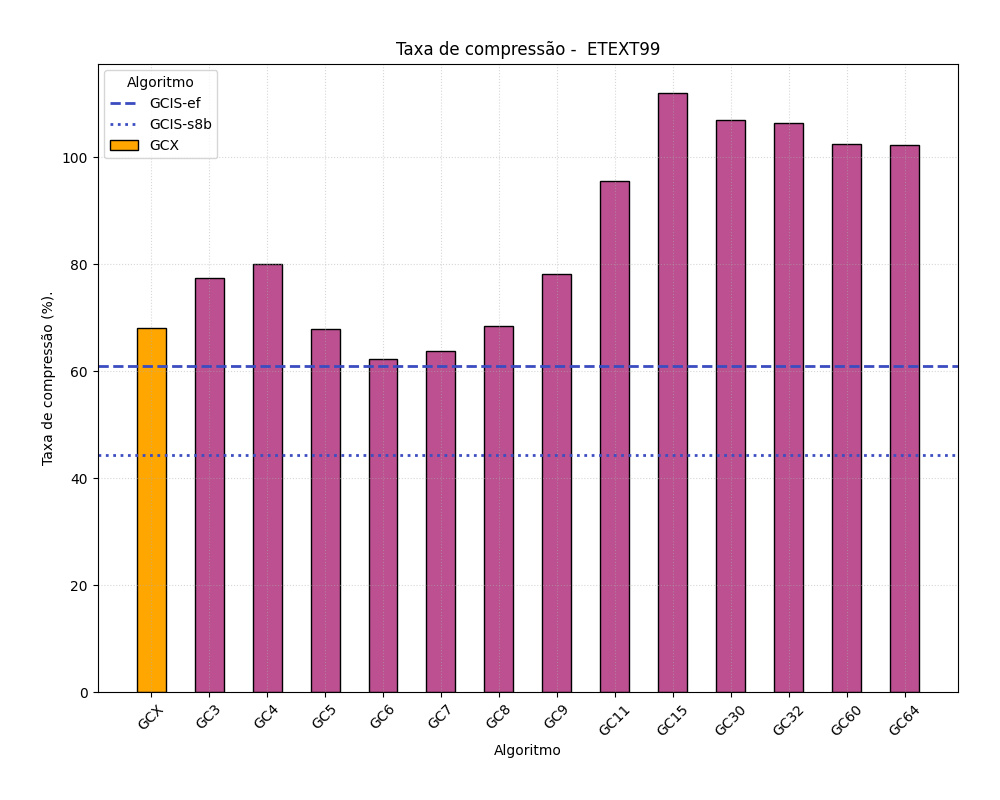 Taxa de compressão -  ETEXT99
Algoritmo
GCIS-ef
GCIS-s8b
GCX
Taxa de compressão (%).
100
80
60
40
20
0
GCX
GC3
GC4
GC5
GC6
GC7
GC8
GC9
GC11
GC15
GC30
GC32
GC60
GC64
Algoritmo